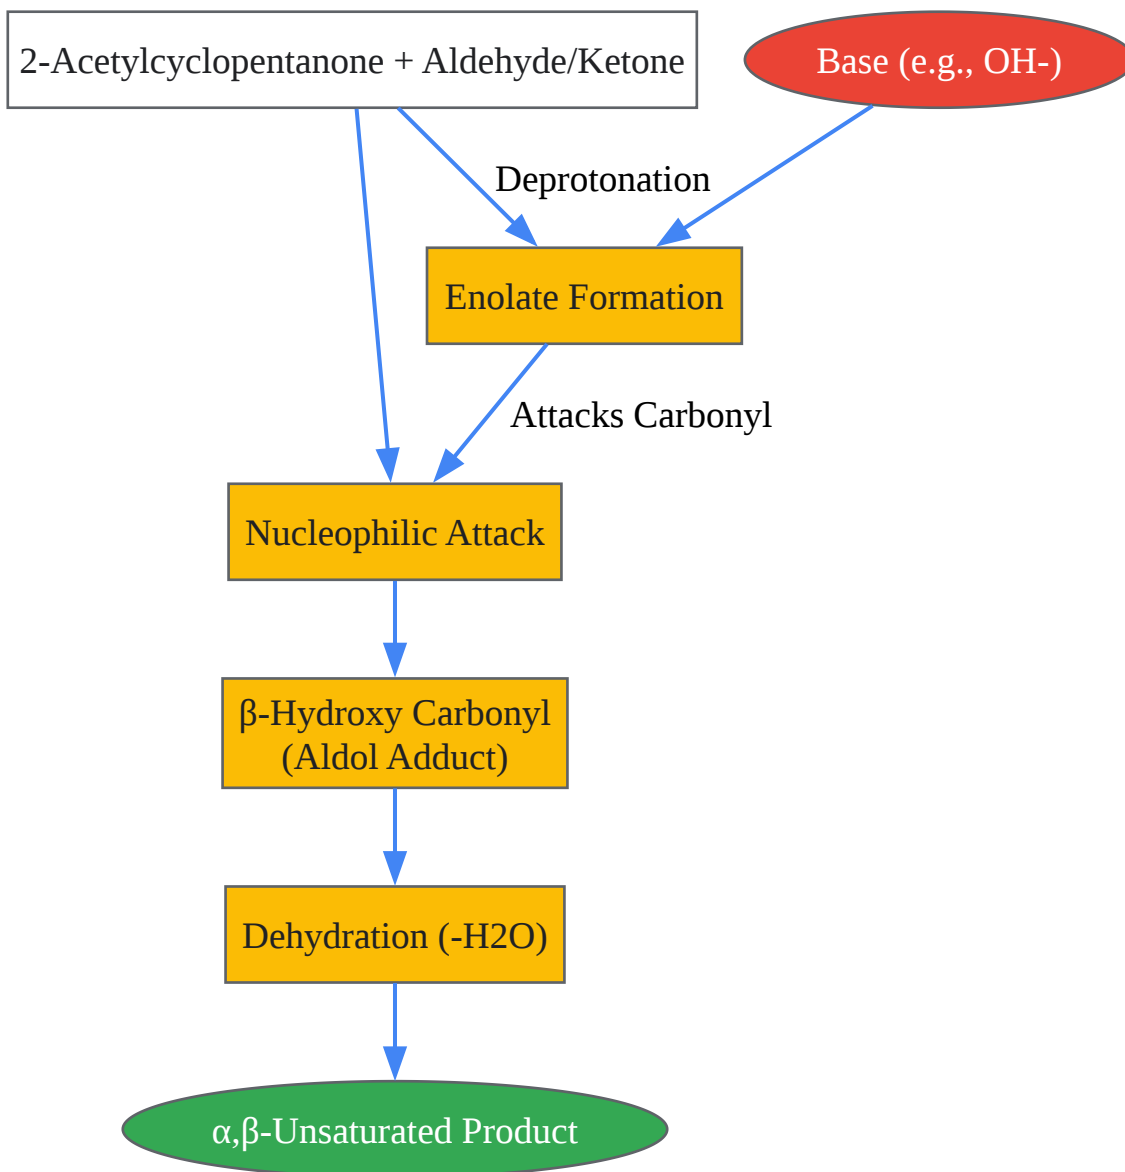 2-Acetylcyclopentanone + Aldehyde/Ketone
Base (e.g., OH-)
Deprotonation
Enolate Formation
Attacks Carbonyl
Nucleophilic Attack
β-Hydroxy Carbonyl
(Aldol Adduct)
Dehydration (-H2O)
α,β-Unsaturated Product